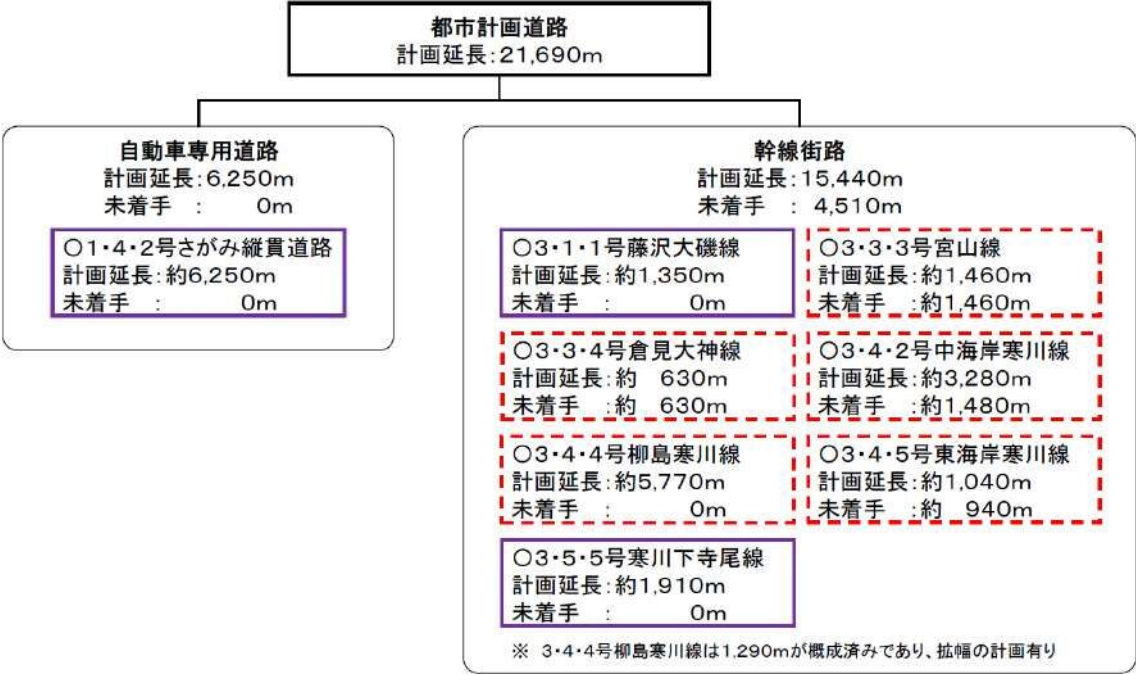 都市計画道路
計画延長:21,690m
自動車専用道路
計画延長:6,250m
未着手 : 0m
○1・4・2号さがみ縦貫道路
計画延長:約6,250m
未着手 : 0m
幹線街路
計画延長:15,440m
未着手 : 4,510m
○3・1・1号藤沢大磯線
計画延長:約1,350m
未着手 : 0m
○3・3・3号宮山線
計画延長:約1,460m
未着手 :約1,460m
○3・3・4号倉見大神線
計画延長:約 630m
未着手 :約 630m
○3・4・2号中海岸寒川線
計画延長:約3,280m
未着手 :約1,480m
○3・4・4号柳島寒川線
計画延長:約5,770m
未着手 : 0m
○3・4・5号東海岸寒川線
計画延長:約1,040m
未着手 :約 940m
○3・5・5号寒川下寺尾線
計画延長:約1,910m
未着手 : 0m
※ 3・4・4号柳島寒川線は1,290mが概成済みであり、拡幅の計画有り